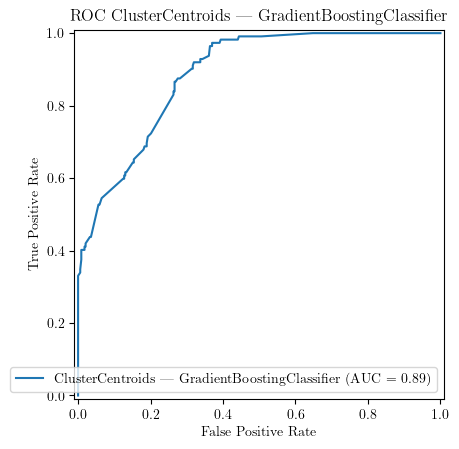 ROC ClusterCentroids — GradientBoostingClassifier
1.0
0.8
0.6
0.4
0.2
0.0
True Positive Rate
ClusterCentroids — GradientBoostingClassifier (AUC = 0.89)
0.0 0.2 0.4 0.6 0.8 1.0
False Positive Rate